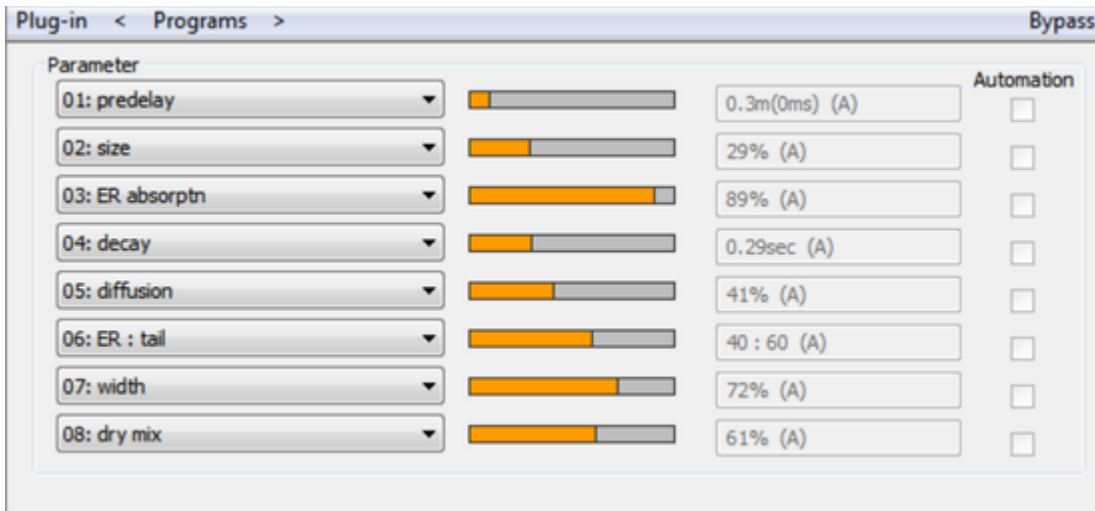 Plug-in < Programs > Bypass
Parameter
Automation
01: predelay 0.3m(0ms) (A)
02: size 29% (A)
03: ER absorptn 89% (A)
04: decay 0.29sec (A)
05: diffusion 41% (A)
06: ER : tail 40 : 60 (A)
07: width 72% (A)
08: dry mix 61% (A)